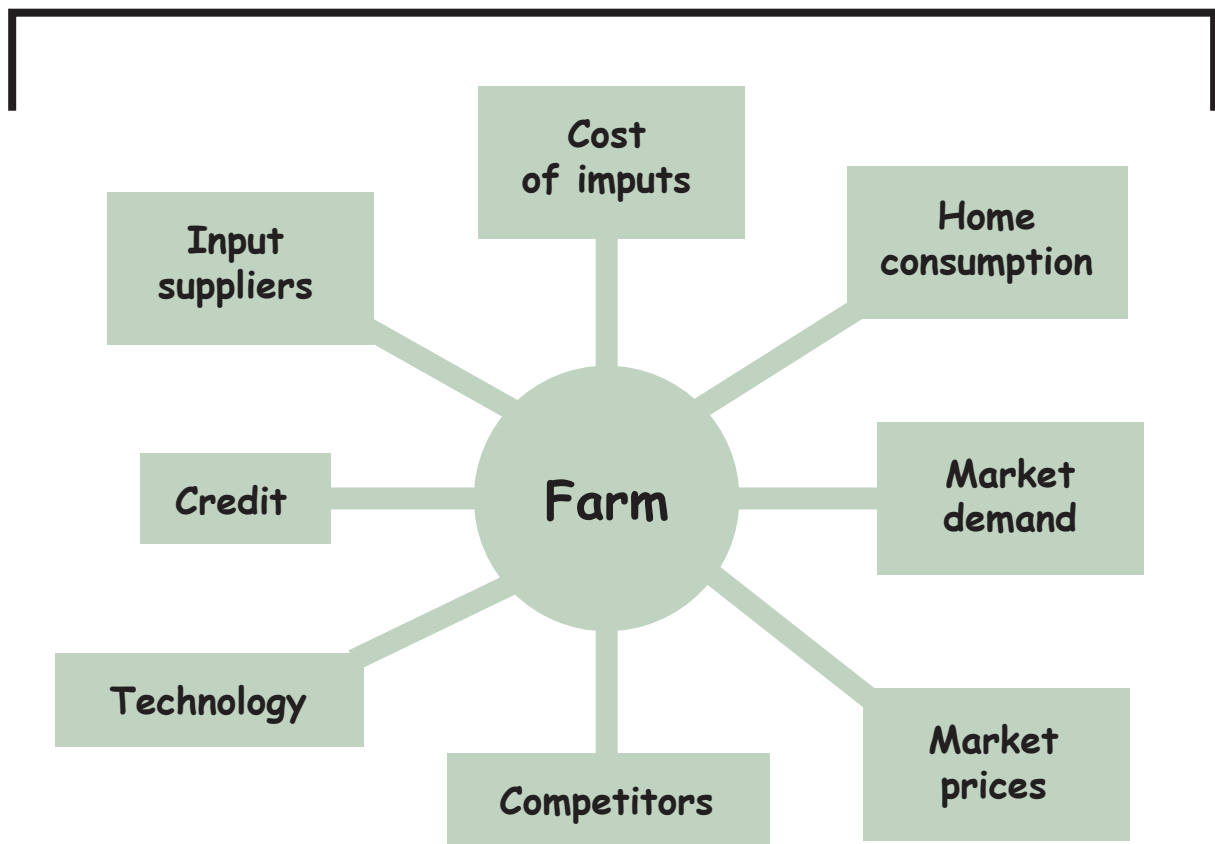 Cost
of imputs
Home
consumption
Input
suppliers
Market
demand
Credit
Farm
Technology
Market
prices
Competitors